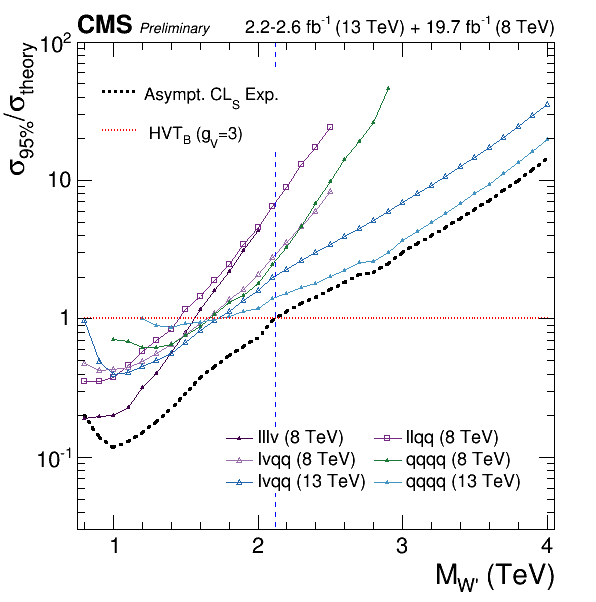 CMS Preliminary 2.2-2.6 fb⁻¹ (13 TeV) + 19.7 fb⁻¹ (8 TeV)
σ95%/σtheory
10²
Asympt. CLS Exp.
HVTB (gV=3)
10
1
lllν (8 TeV) llqq (8 TeV)
lνqq (8 TeV) qqqq (8 TeV)
lνqq (13 TeV) qqqq (13 TeV)
10⁻¹
1 2 3 4
MW' (TeV)